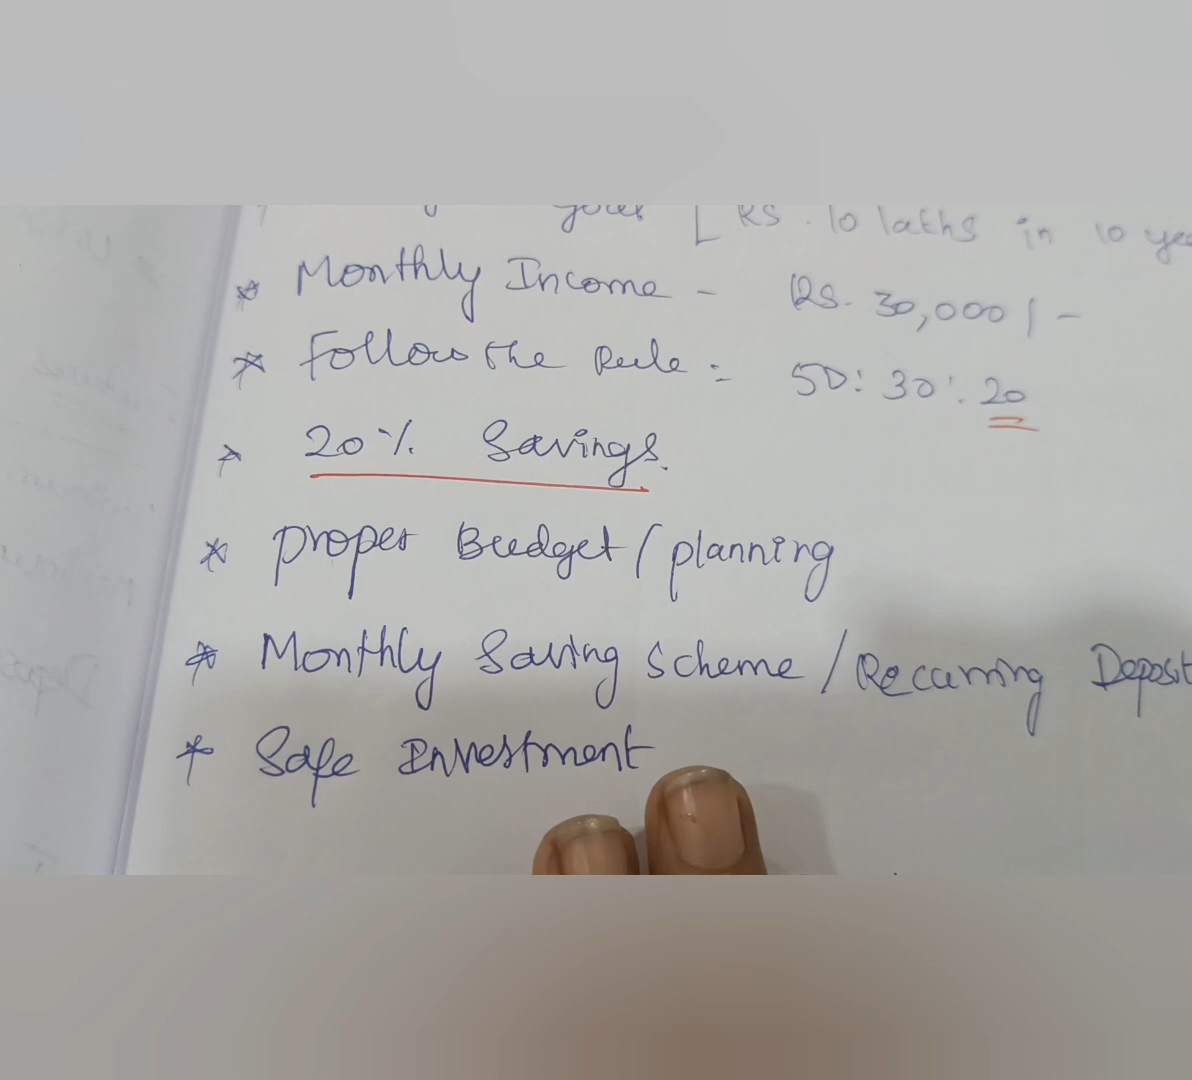 your [ RS. 10 lakhs in 10
* Monthly Income - RS. 30,000/-
* Follow the Rule :- 50:30:20
* 20% Savings.
* Proper Budget/planning
* Monthly Saving scheme/Recurring Deposit
* Safe Investment